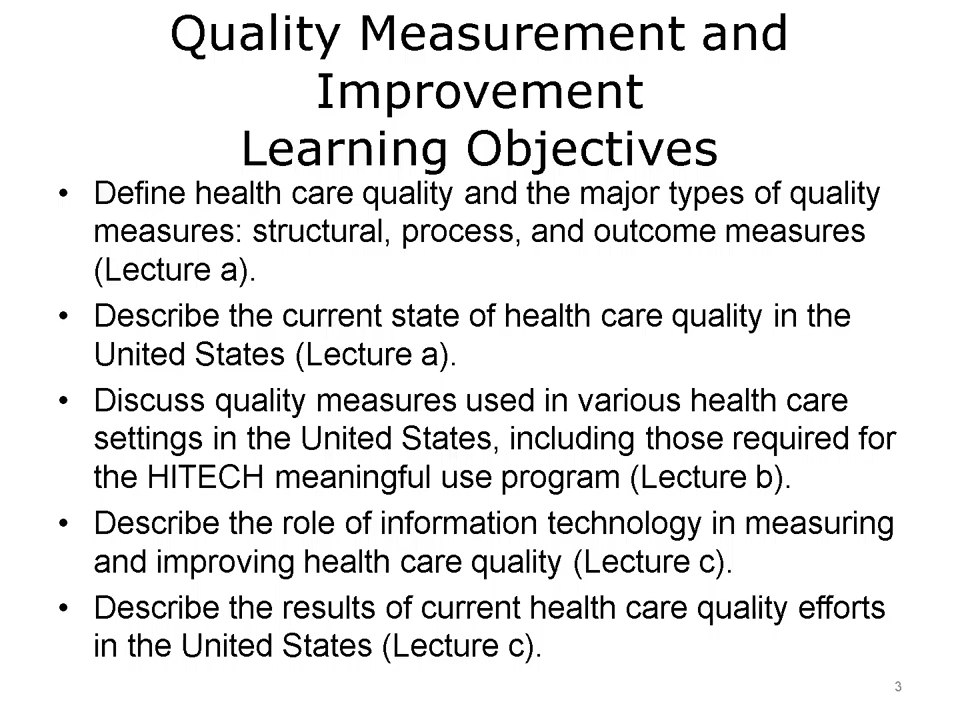 Quality Measurement and
Improvement
Learning Objectives
• Define health care quality and the major types of quality
measures: structural, process, and outcome measures
(Lecture a).
• Describe the current state of health care quality in the
United States (Lecture a).
• Discuss quality measures used in various health care
settings in the United States, including those required for
the HITECH meaningful use program (Lecture b).
• Describe the role of information technology in measuring
and improving health care quality (Lecture c).
• Describe the results of current health care quality efforts
in the United States (Lecture c).
3